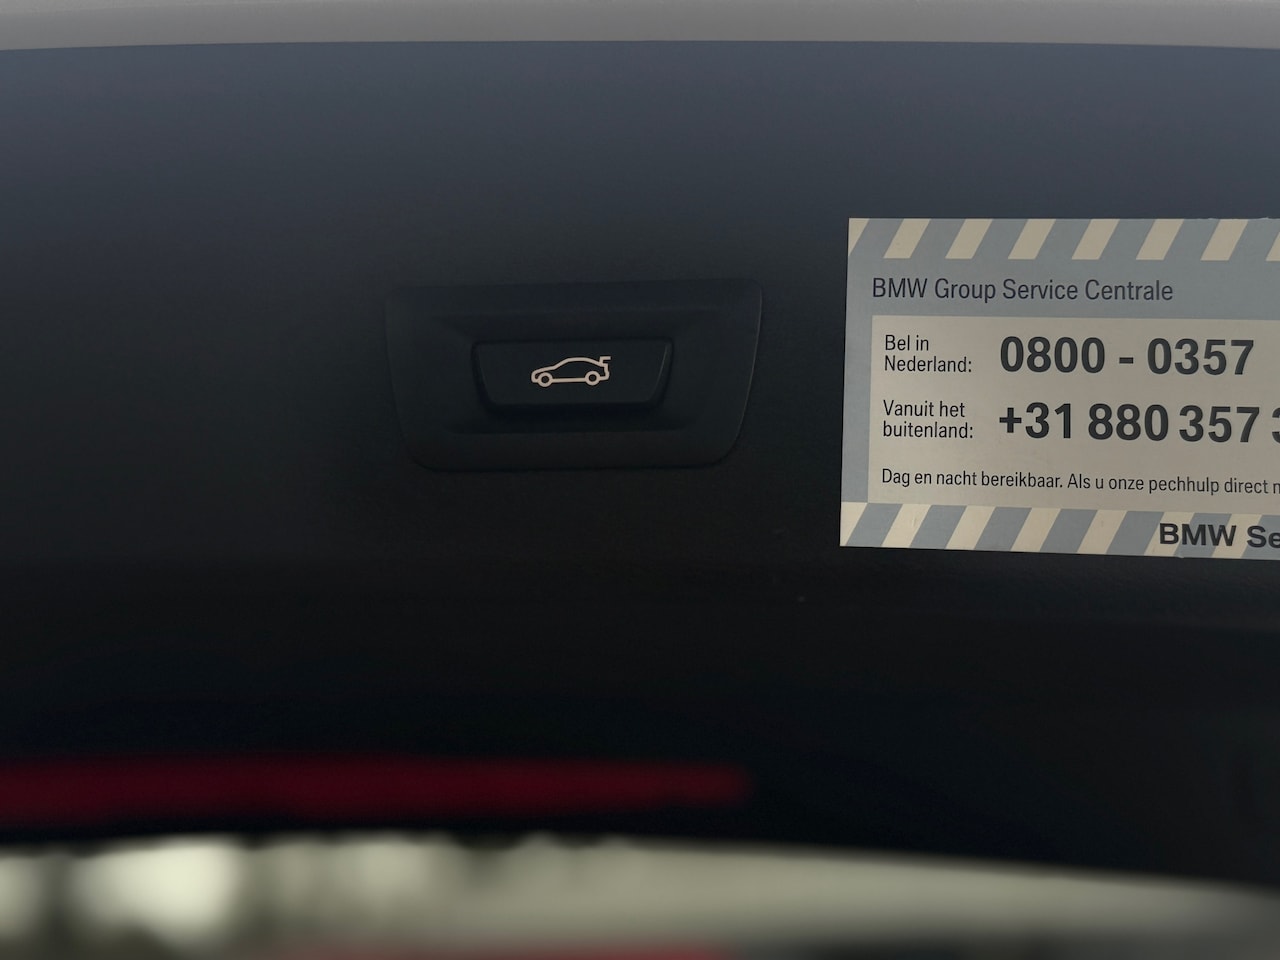 BMW Group Service Centrale
Bel in
Nederland:
0800 - 0357
Vanuit het
buitenland:
+31 880 357
Dag en nacht bereikbaar. Als u onze pechhulp direct
BMW